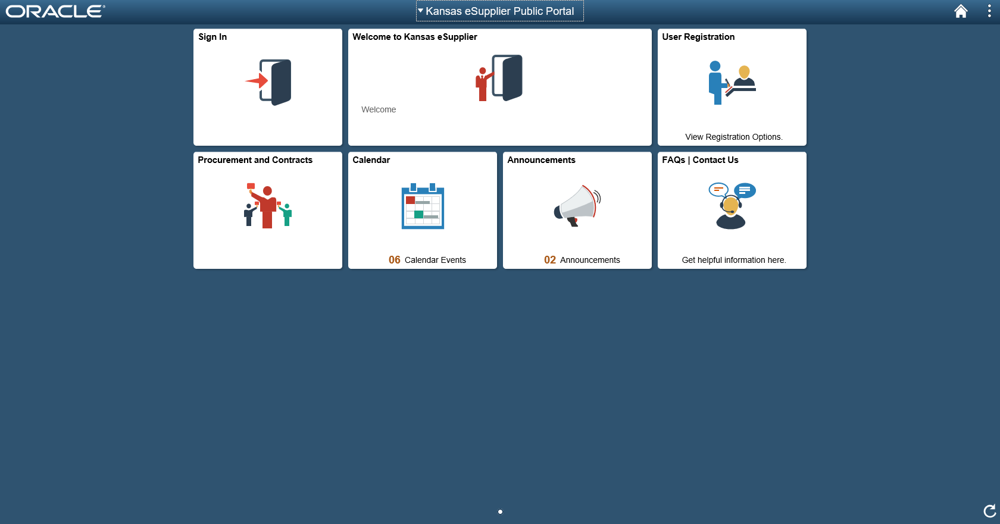 ORACLE
Kansas eSupplier Public Portal
Sign In
Welcome to Kansas eSupplier
Welcome
User Registration
View Registration Options.
Procurement and Contracts
Calendar
06 Calendar Events
Announcements
02 Announcements
FAQs | Contact Us
Get helpful information here.